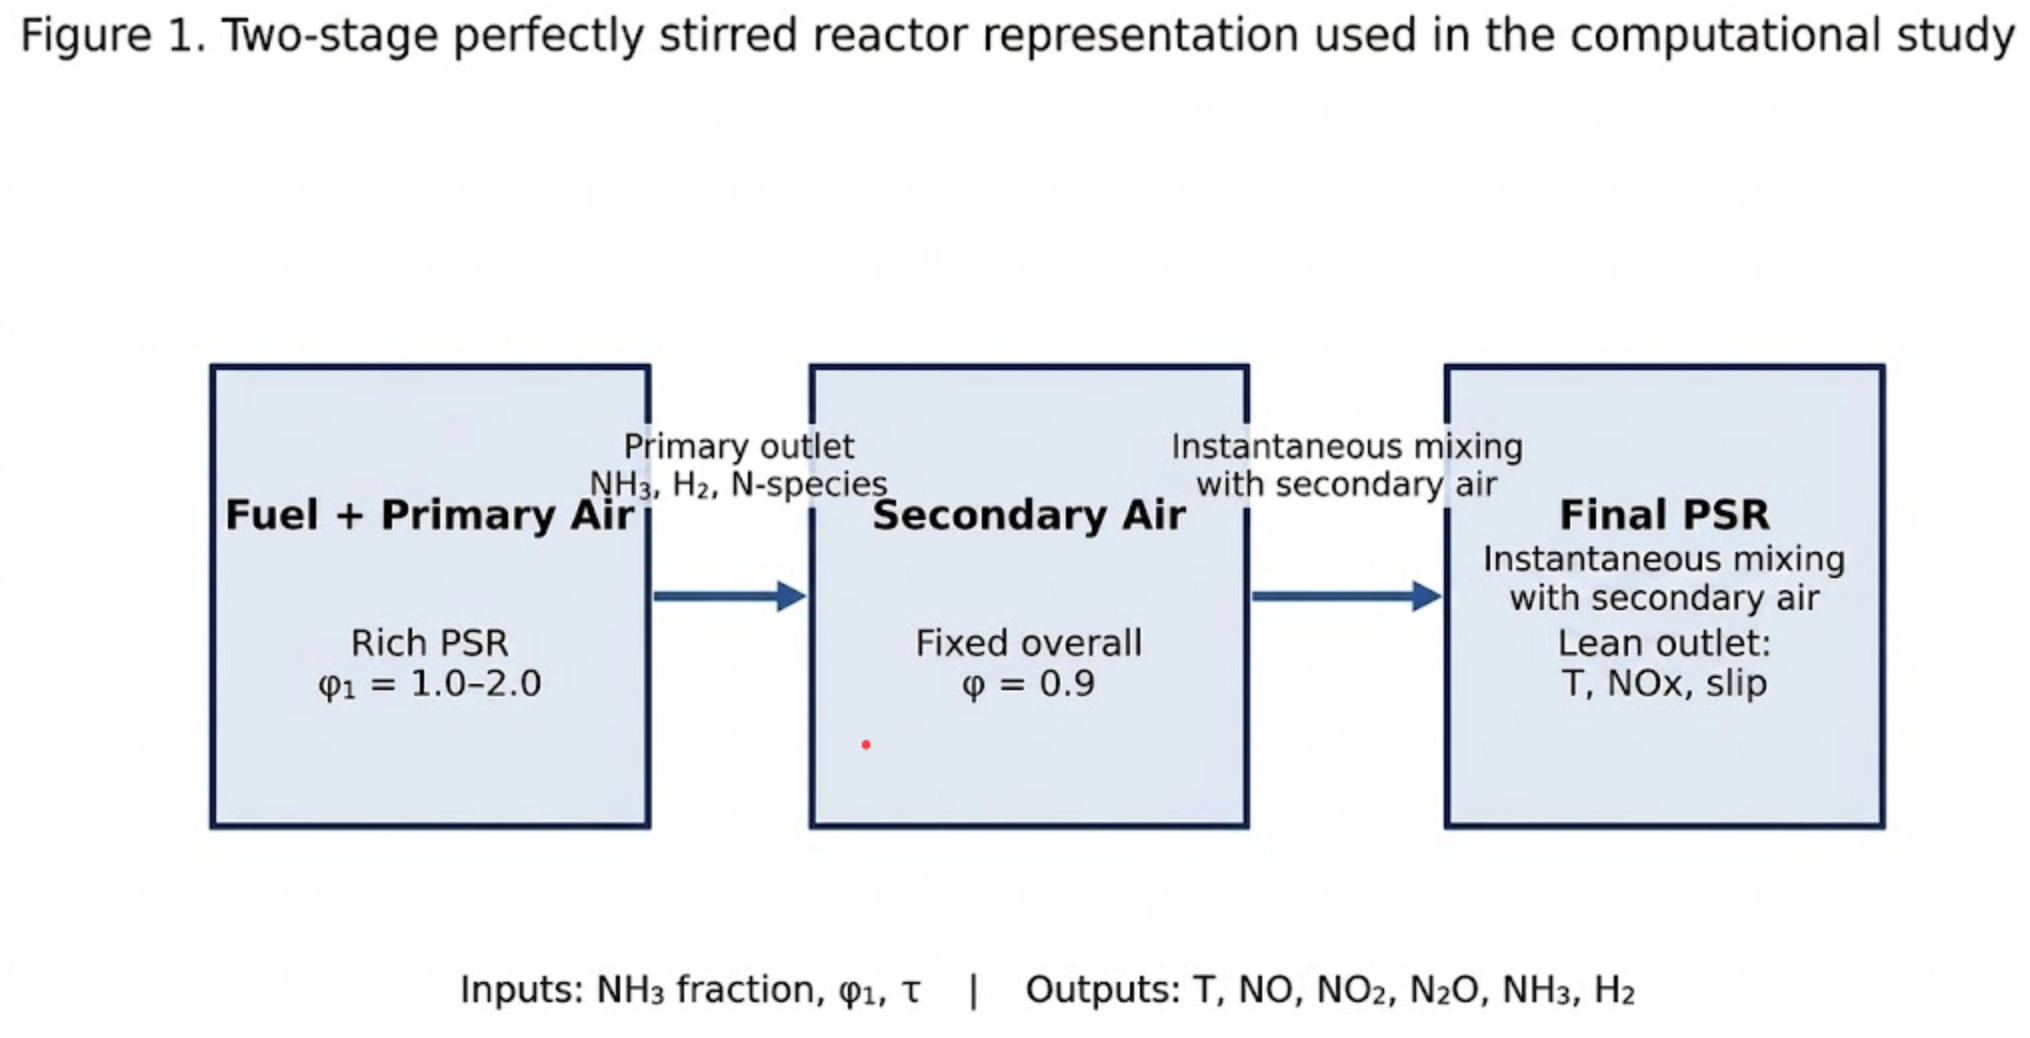 Figure 1. Two-stage perfectly stirred reactor representation used in the computational study
Fuel + Primary Air
Rich PSR
φ₁ = 1.0–2.0
Primary outlet
NH₃, H₂, N-species
Secondary Air
Fixed overall
φ = 0.9
Instantaneous mixing
with secondary air
Final PSR
Instantaneous mixing
with secondary air
Lean outlet:
T, NOx, slip
Inputs: NH₃ fraction, φ₁, τ | Outputs: T, NO, NO₂, N₂O, NH₃, H₂